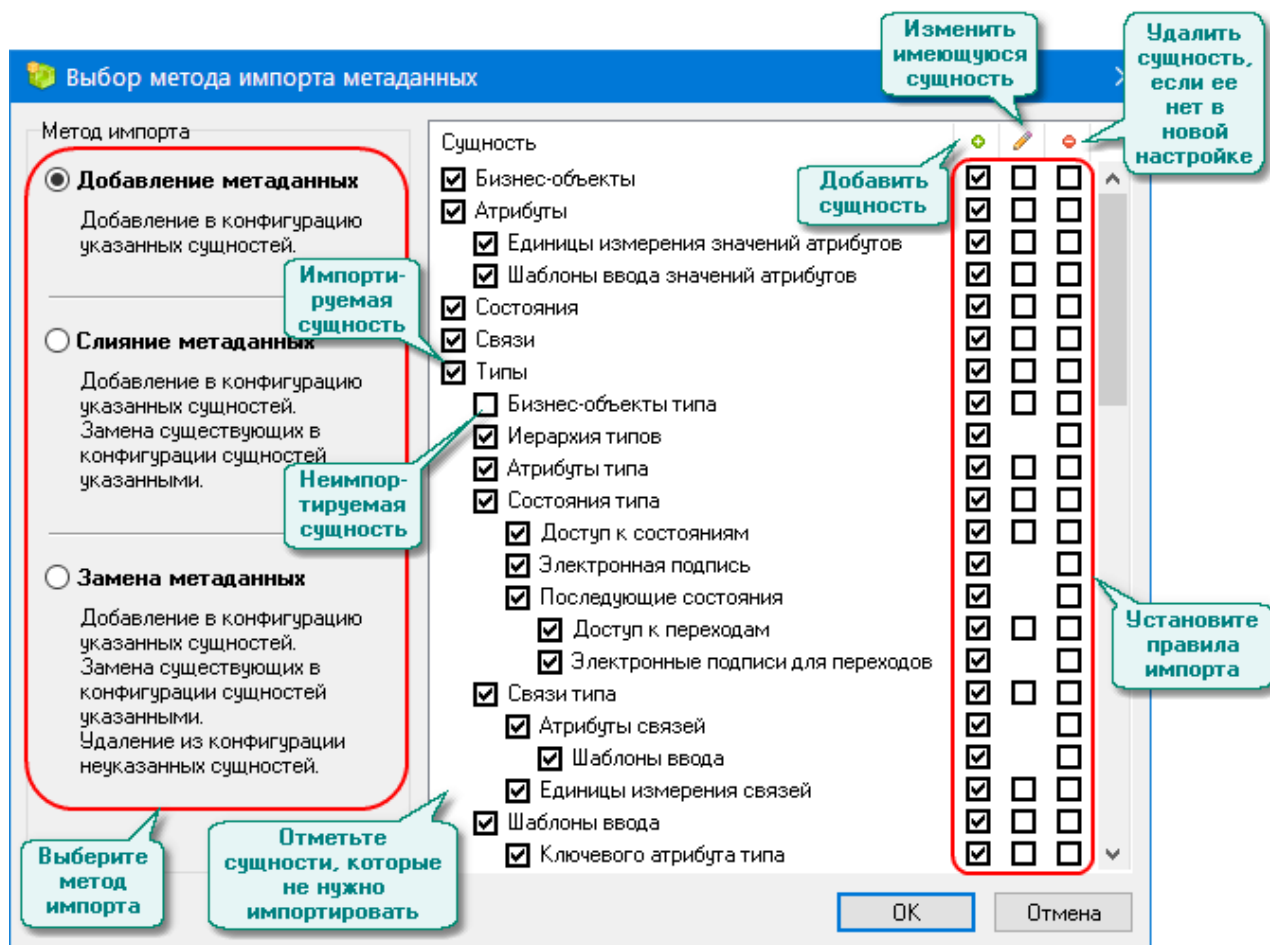 Изменить
имеющуюся
сущность
Удалить
сущность,
если ее
нет в
новой
настройке
Выбор метода импорта метаданных
Метод импорта
Добавление метаданных
Добавление в конфигурацию
указанных сущностей.
Слияние метаданных
Добавление в конфигурацию
указанных сущностей.
Замена существующих в
конфигурации сущностей
указанными.
Замена метаданных
Добавление в конфигурацию
указанных сущностей.
Замена существующих в
конфигурации сущностей
указанными.
Удаление из конфигурации
неуказанных сущностей.
Выберите
метод
импорта
Импорти-
руемая
сущность
Неимпор-
тируемая
сущность
Отметьте
сущности, которые
не нужно
импортировать
Сущность
Добавить
сущность
Бизнес-объекты
Атрибуты
Единицы измерения значений атрибутов
Шаблоны ввода значений атрибутов
Состояния
Связи
Типы
Бизнес-объекты типа
Иерархия типов
Атрибуты типа
Состояния типа
Доступ к состояниям
Электронная подпись
Последующие состояния
Доступ к переходам
Электронные подписи для переходов
Связи типа
Атрибуты связей
Шаблоны ввода
Единицы измерения связей
Шаблоны ввода
Ключевого атрибута типа
Установите
правила
импорта
OK
Отмена